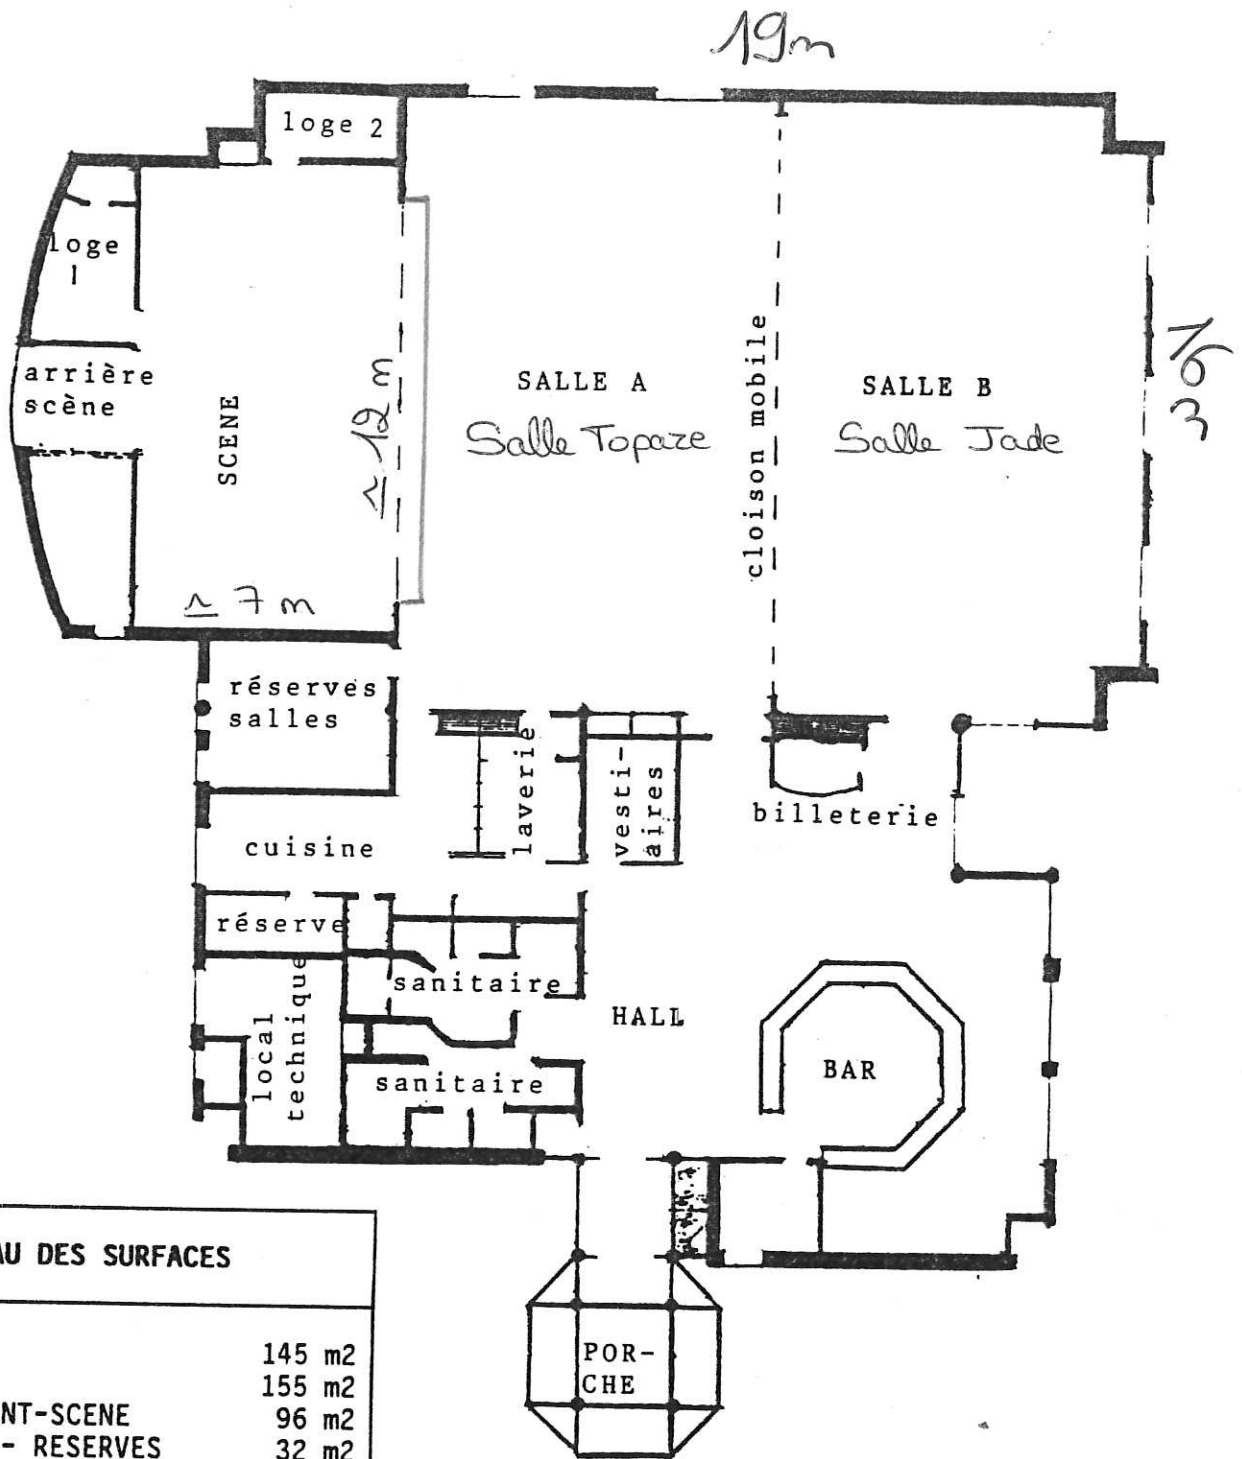 19m
loge 2
loge
1
arrière
scène
SCENE
≃ 12 m
SALLE A
Salle Topaze
cloison mobile
SALLE B
Salle Jade
16 m
≃ 7 m
réserves
salles
laverie
vesti-
aires
billeterie
cuisine
réserve
sanitaire
local
technique
HALL
BAR
sanitaire
POR-
CHE
AU DES SURFACES
145 m2
155 m2
NT-SCENE 96 m2
- RESERVES 32 m2